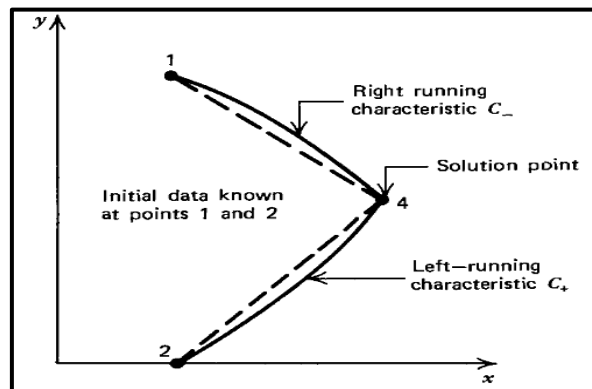 y
1
Right running
characteristic C₋
Solution point
4
Initial data known
at points 1 and 2
Left–running
characteristic C₊
2
x